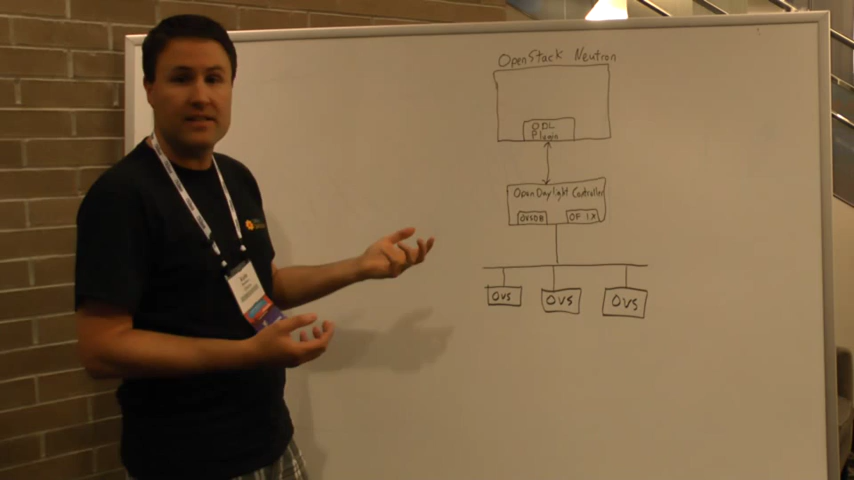 OpenStack Neutron
ODL
Plugin
OpenDaylight Controller
OVSDB
OF 1.X
OVS
OVS
OVS